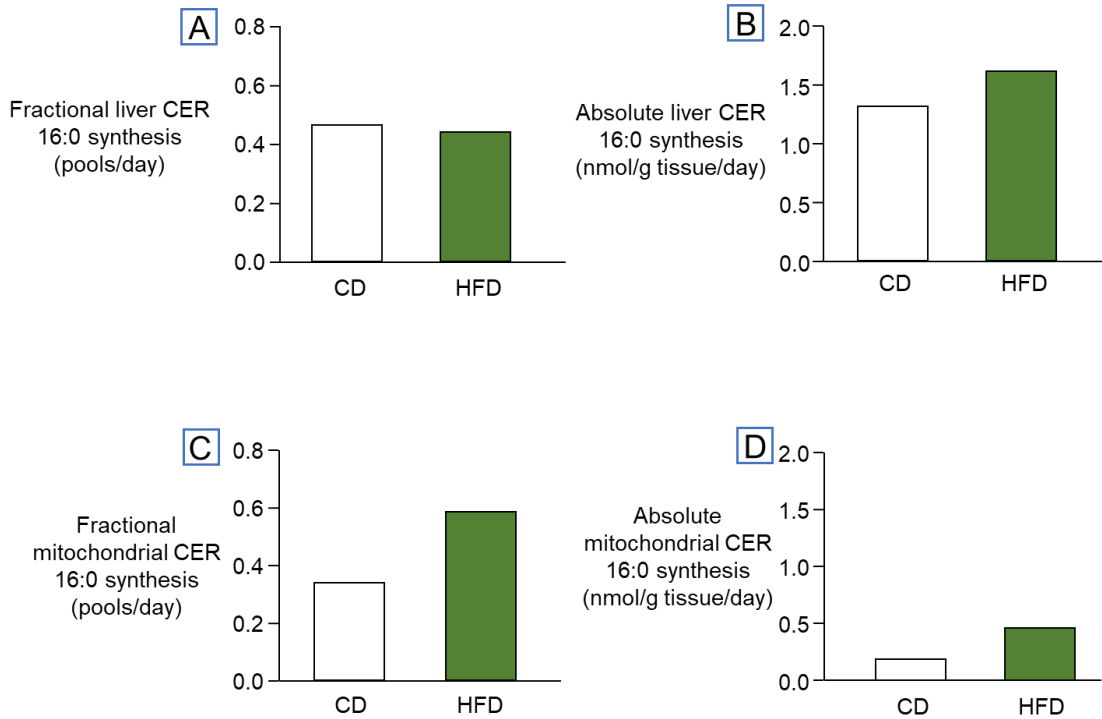 A
Fractional liver CER
16:0 synthesis
(pools/day)
0.8
0.6
0.4
0.2
0.0
CD HFD
B
Absolute liver CER
16:0 synthesis
(nmol/g tissue/day)
2.0
1.5
1.0
0.5
0.0
CD HFD
C
Fractional
mitochondrial CER
16:0 synthesis
(pools/day)
0.8
0.6
0.4
0.2
0.0
CD HFD
D
Absolute
mitochondrial CER
16:0 synthesis
(nmol/g tissue/day)
2.0
1.5
1.0
0.5
0.0
CD HFD